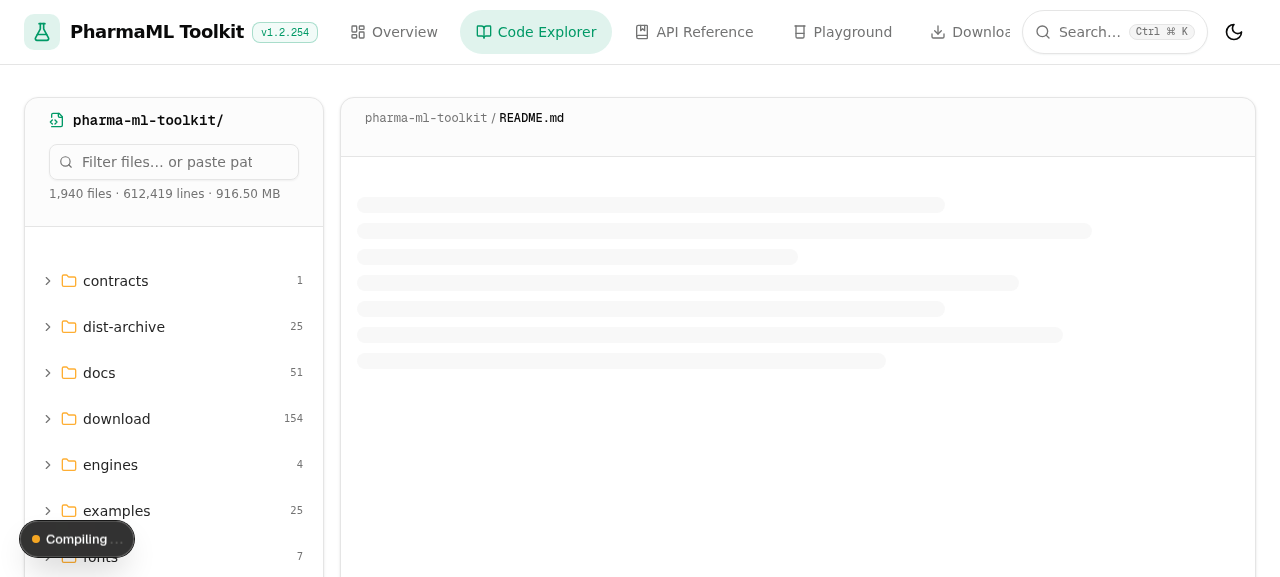 PharmaML Toolkit v1.2.254 Overview Code Explorer API Reference Playground Downloa Search... Ctrl ⌘ K
pharma-ml-toolkit/
Filter files... or paste pat
1,940 files · 612,419 lines · 916.50 MB
contracts 1
dist-archive 25
docs 51
download 154
engines 4
examples 25
fonts 7
Compiling...
pharma-ml-toolkit / README.md